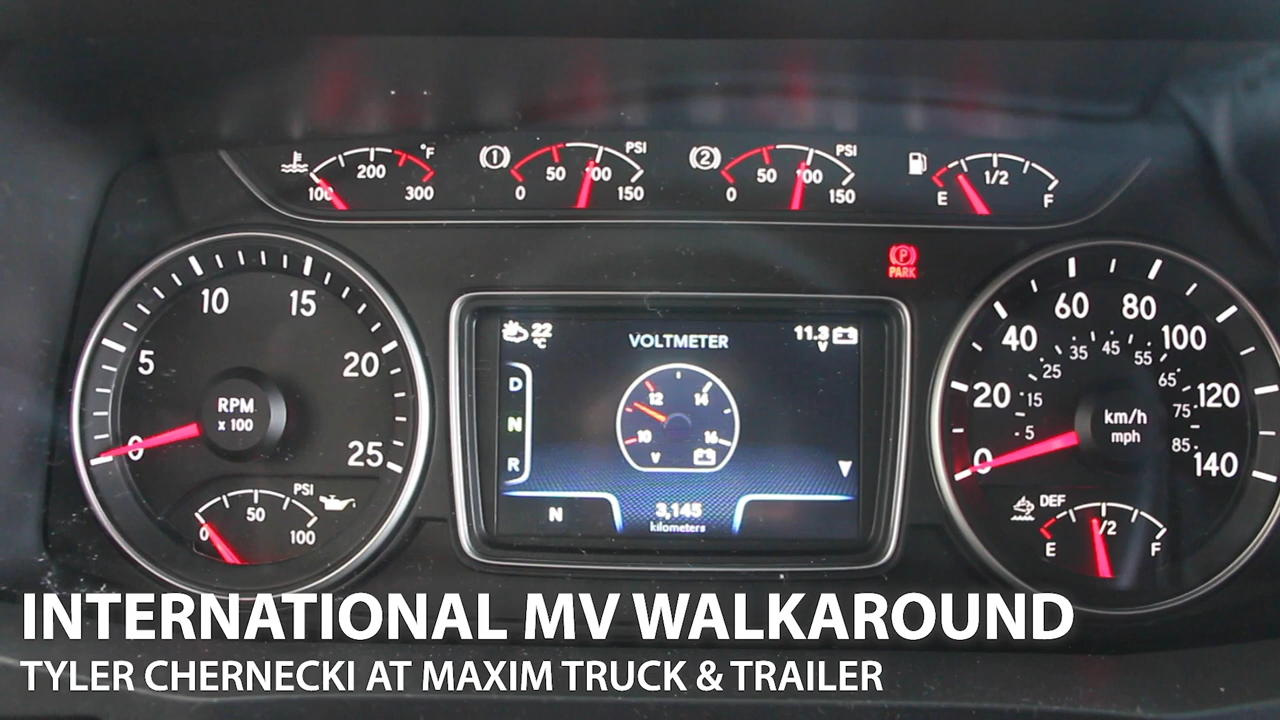 200 °F
100 300
(1) PSI
50 100
0 150
(2) PSI
50 100
0 150
1/2
E F
P
PARK
10 15
5 20
0 25
RPM
x 100
PSI
50
0 100
22
°C
VOLTMETER
11.3
V
D
N
R
12 14
10 16
V
N
3,145
kilometers
60 80
40 100
20 120
0 140
35 45 55
25 65
15 75
5 85
km/h
mph
DEF
1/2
E F
INTERNATIONAL MV WALKAROUND
TYLER CHERNECKI AT MAXIM TRUCK & TRAILER